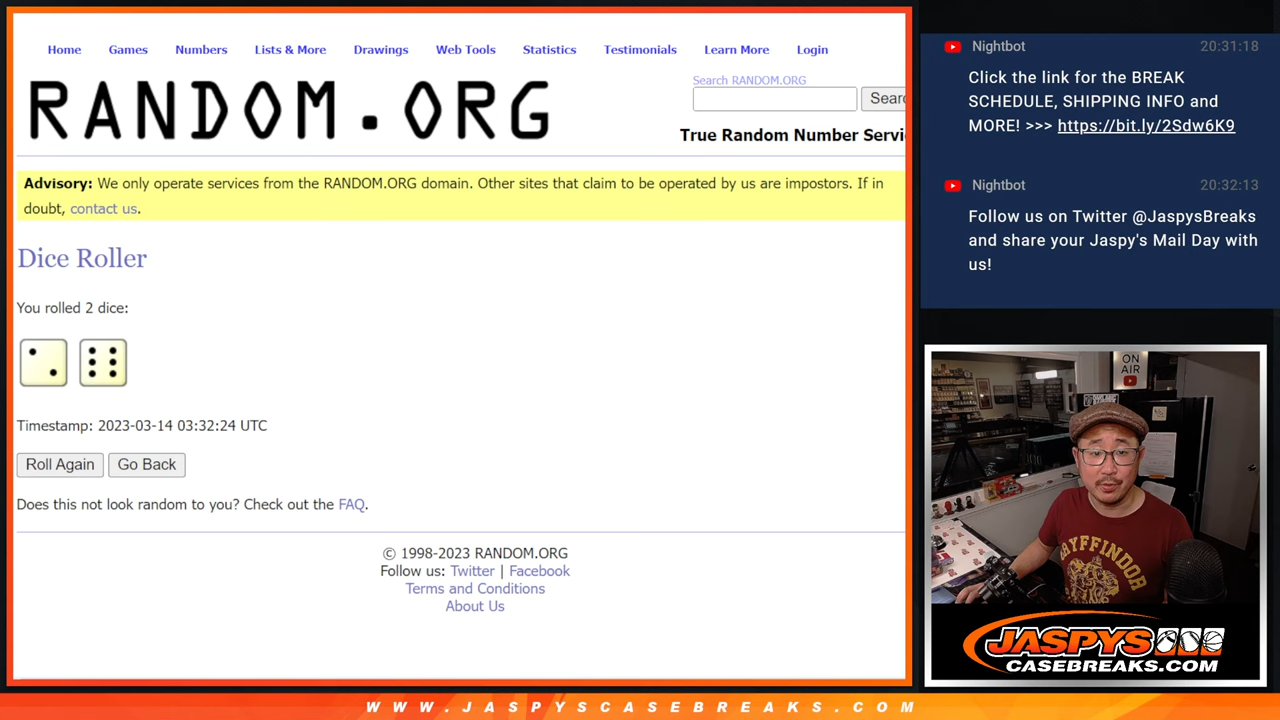 Home Games Numbers Lists & More Drawings Web Tools Statistics Testimonials Learn More Login
RANDOM.ORG
Search RANDOM.ORG
Searc
True Random Number Servi
Advisory: We only operate services from the RANDOM.ORG domain. Other sites that claim to be operated by us are impostors. If in
doubt, contact us.
Dice Roller
You rolled 2 dice:
Timestamp: 2023-03-14 03:32:24 UTC
Roll Again Go Back
Does this not look random to you? Check out the FAQ.
© 1998-2023 RANDOM.ORG
Follow us: Twitter | Facebook
Terms and Conditions
About Us
Nightbot 20:31:18
Click the link for the BREAK
SCHEDULE, SHIPPING INFO and
MORE! >>> https://bit.ly/2Sdw6K9
Nightbot 20:32:13
Follow us on Twitter @JaspysBreaks
and share your Jaspy's Mail Day with
us!
ON
AIR
GRYFFINDOR
JASPYS
CASEBREAKS.COM
WWW.JASPYSCASEBREAKS.COM